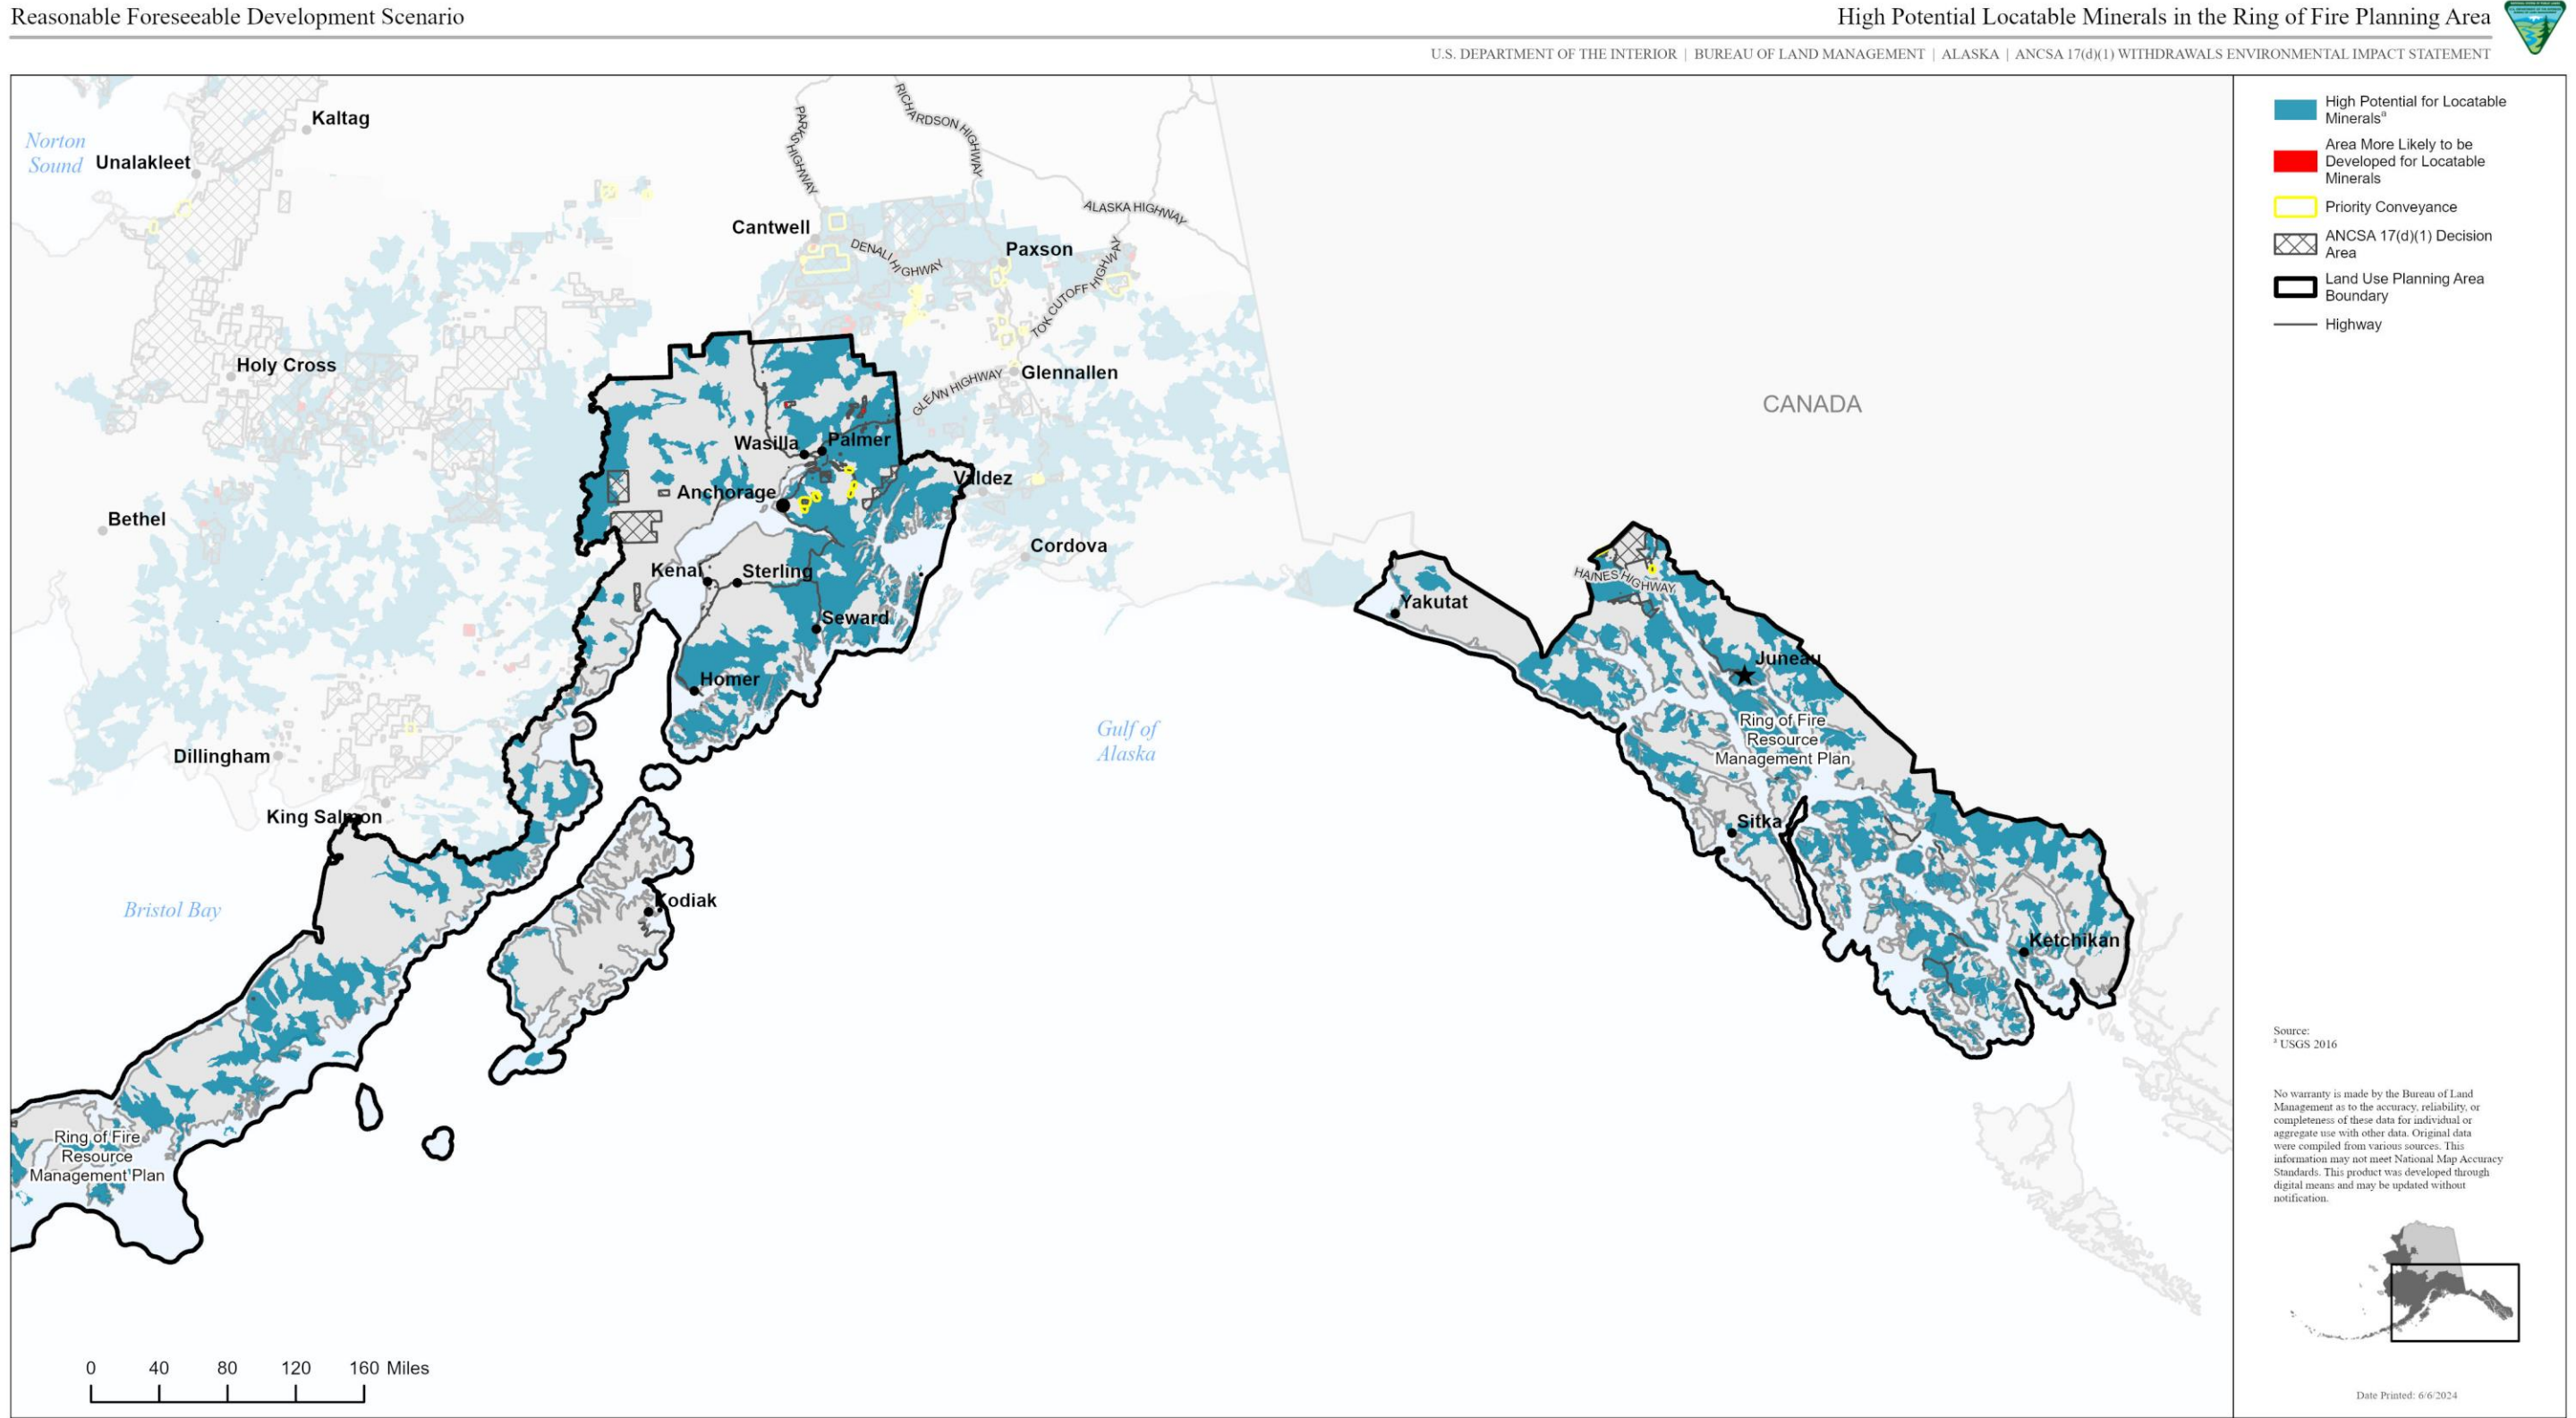 Reasonable Foreseeable Development Scenario
High Potential Locatable Minerals in the Ring of Fire Planning Area
U.S. DEPARTMENT OF THE INTERIOR | BUREAU OF LAND MANAGEMENT | ALASKA | ANCSA 17(d)(1) WITHDRAWALS ENVIRONMENTAL IMPACT STATEMENT
Kaltag
Norton
Sound
Unalakleet
PARKS HIGHWAY
RICHARDSON HIGHWAY
ALASKA HIGHWAY
Cantwell
DENALI HIGHWAY
Paxson
TOK CUTOFF HIGHWAY
Holy Cross
GLENN HIGHWAY
Glennallen
CANADA
Wasilla
Palmer
Anchorage
Valdez
Bethel
Cordova
Kenai
Sterling
HAINES HIGHWAY
Yakutat
Seward
Homer
Juneau
Gulf of
Alaska
Ring of Fire
Resource
Management Plan
Dillingham
King Salmon
Sitka
Kodiak
Bristol Bay
Ketchikan
Ring of Fire
Resource
Management Plan
0 40 80 120 160 Miles
High Potential for Locatable
Minerals a
Area More Likely to be
Developed for Locatable
Minerals
Priority Conveyance
ANCSA 17(d)(1) Decision
Area
Land Use Planning Area
Boundary
Highway
Source:
a USGS 2016
No warranty is made by the Bureau of Land
Management as to the accuracy, reliability, or
completeness of these data for individual or
aggregate use with other data. Original data
were compiled from various sources. This
information may not meet National Map Accuracy
Standards. This product was developed through
digital means and may be updated without
notification.
Date Printed: 6/6/2024